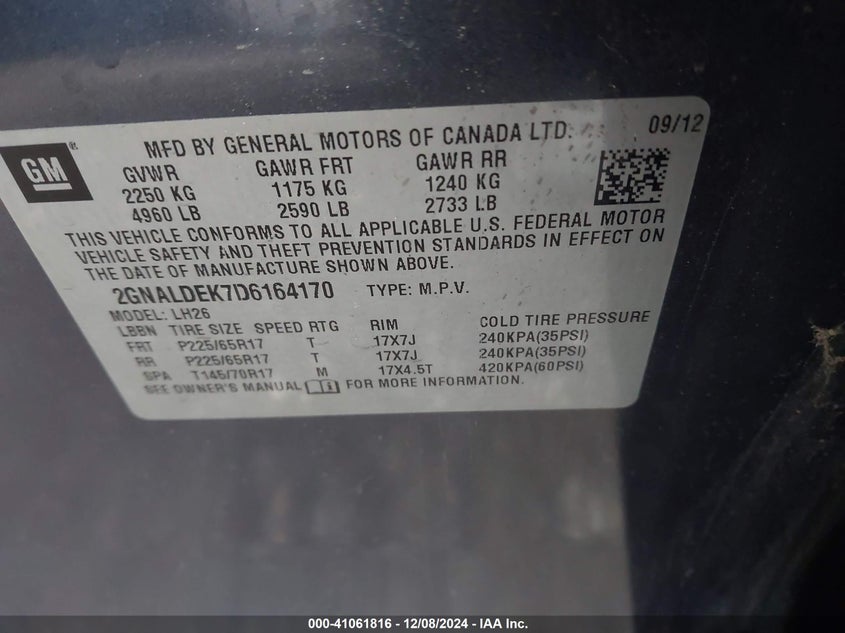 GM
MFD BY GENERAL MOTORS OF CANADA LTD. 09/12
GVWR GAWR FRT GAWR RR
2250 KG 1175 KG 1240 KG
4960 LB 2590 LB 2733 LB
THIS VEHICLE CONFORMS TO ALL APPLICABLE U.S. FEDERAL MOTOR
VEHICLE SAFETY AND THEFT PREVENTION STANDARDS IN EFFECT ON
THE DATE OF MANUFACTURE SHOWN ABOVE.
2GNALDEK7D6164170 TYPE: M.P.V.
MODEL: LH26
LBBN TIRE SIZE SPEED RTG RIM COLD TIRE PRESSURE
FRT P225/65R17 T 17X7J 240KPA(35PSI)
RR P225/65R17 T 17X7J 240KPA(35PSI)
SPA T145/70R17 M 17X4.5T 420KPA(60PSI)
SEE OWNER'S MANUAL FOR MORE INFORMATION.
000-41061816 - 12/08/2024 - IAA Inc.